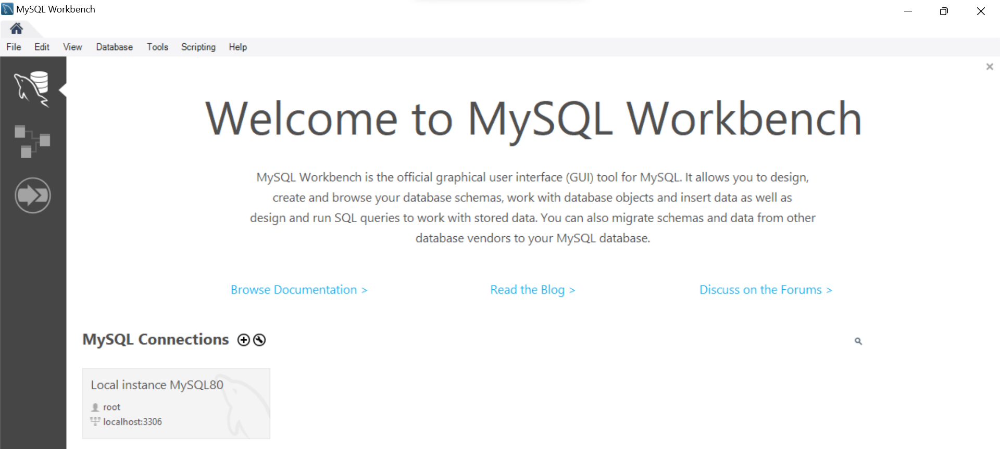 MySQL Workbench
File Edit View Database Tools Scripting Help
Welcome to MySQL Workbench
MySQL Workbench is the official graphical user interface (GUI) tool for MySQL. It allows you to design,
create and browse your database schemas, work with database objects and insert data as well as
design and run SQL queries to work with stored data. You can also migrate schemas and data from other
database vendors to your MySQL database.
Browse Documentation > Read the Blog > Discuss on the Forums >
MySQL Connections
Local instance MySQL80
root
localhost:3306